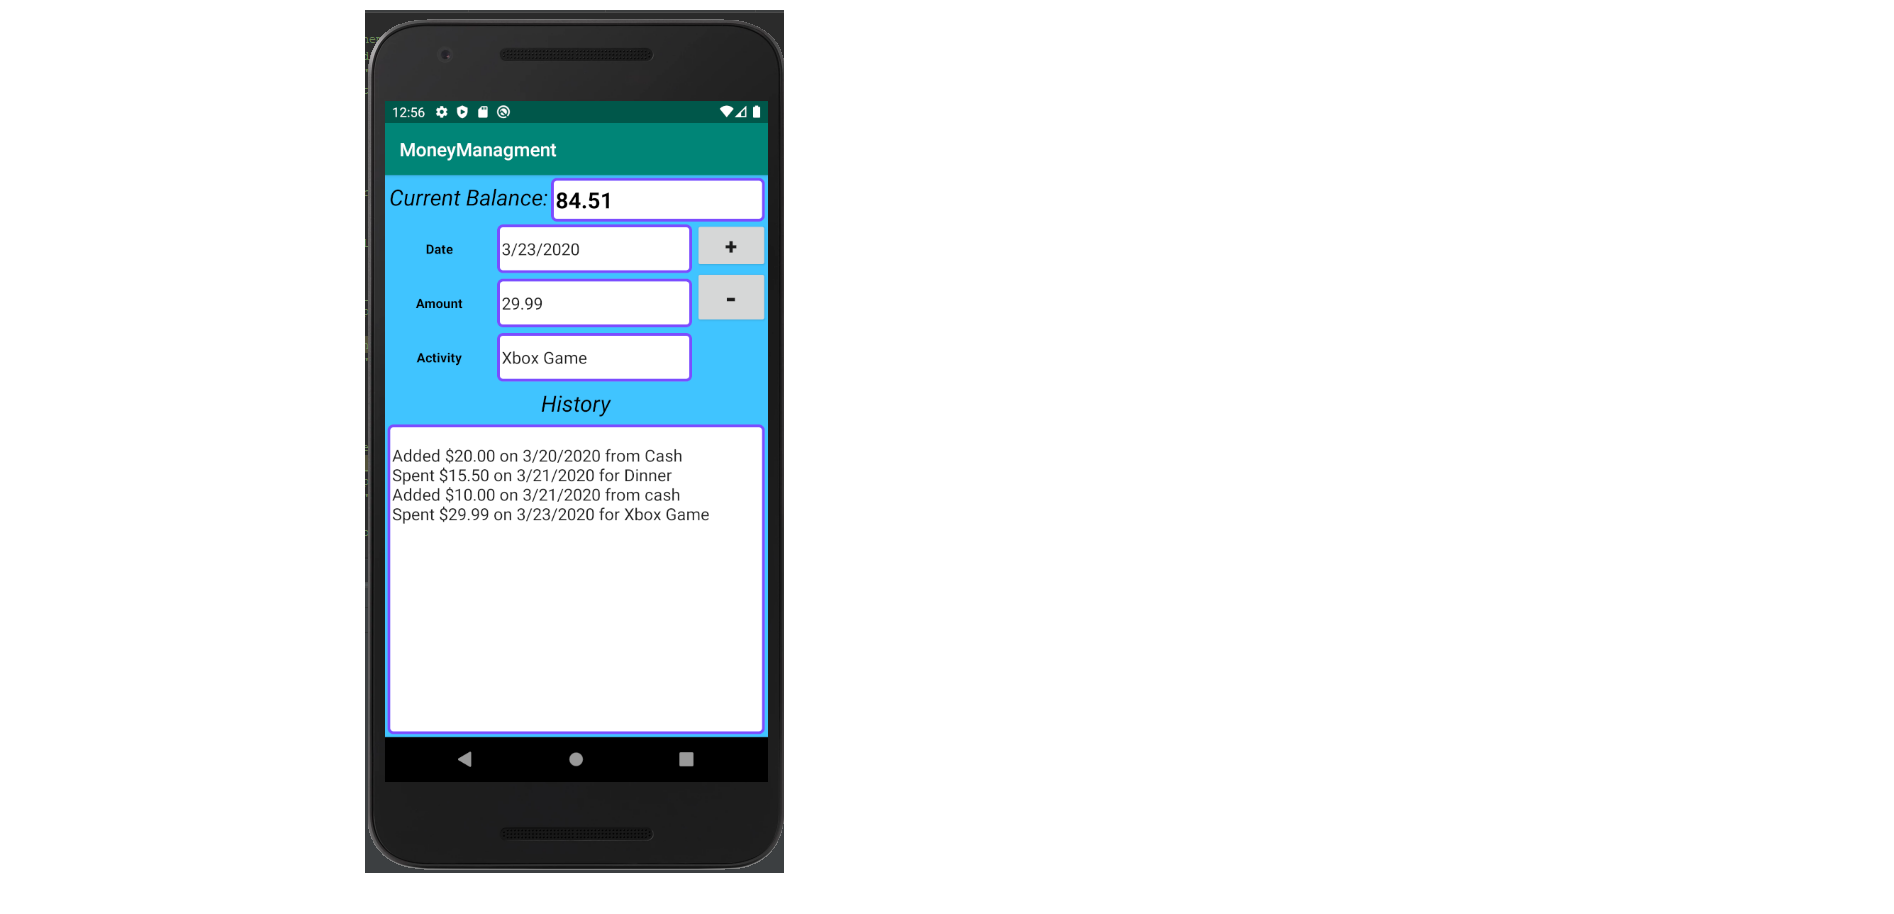 12:56
MoneyManagment
Current Balance: 84.51
Date 3/23/2020 +
Amount 29.99 -
Activity Xbox Game
History
Added $20.00 on 3/20/2020 from Cash
Spent $15.50 on 3/21/2020 for Dinner
Added $10.00 on 3/21/2020 from cash
Spent $29.99 on 3/23/2020 for Xbox Game